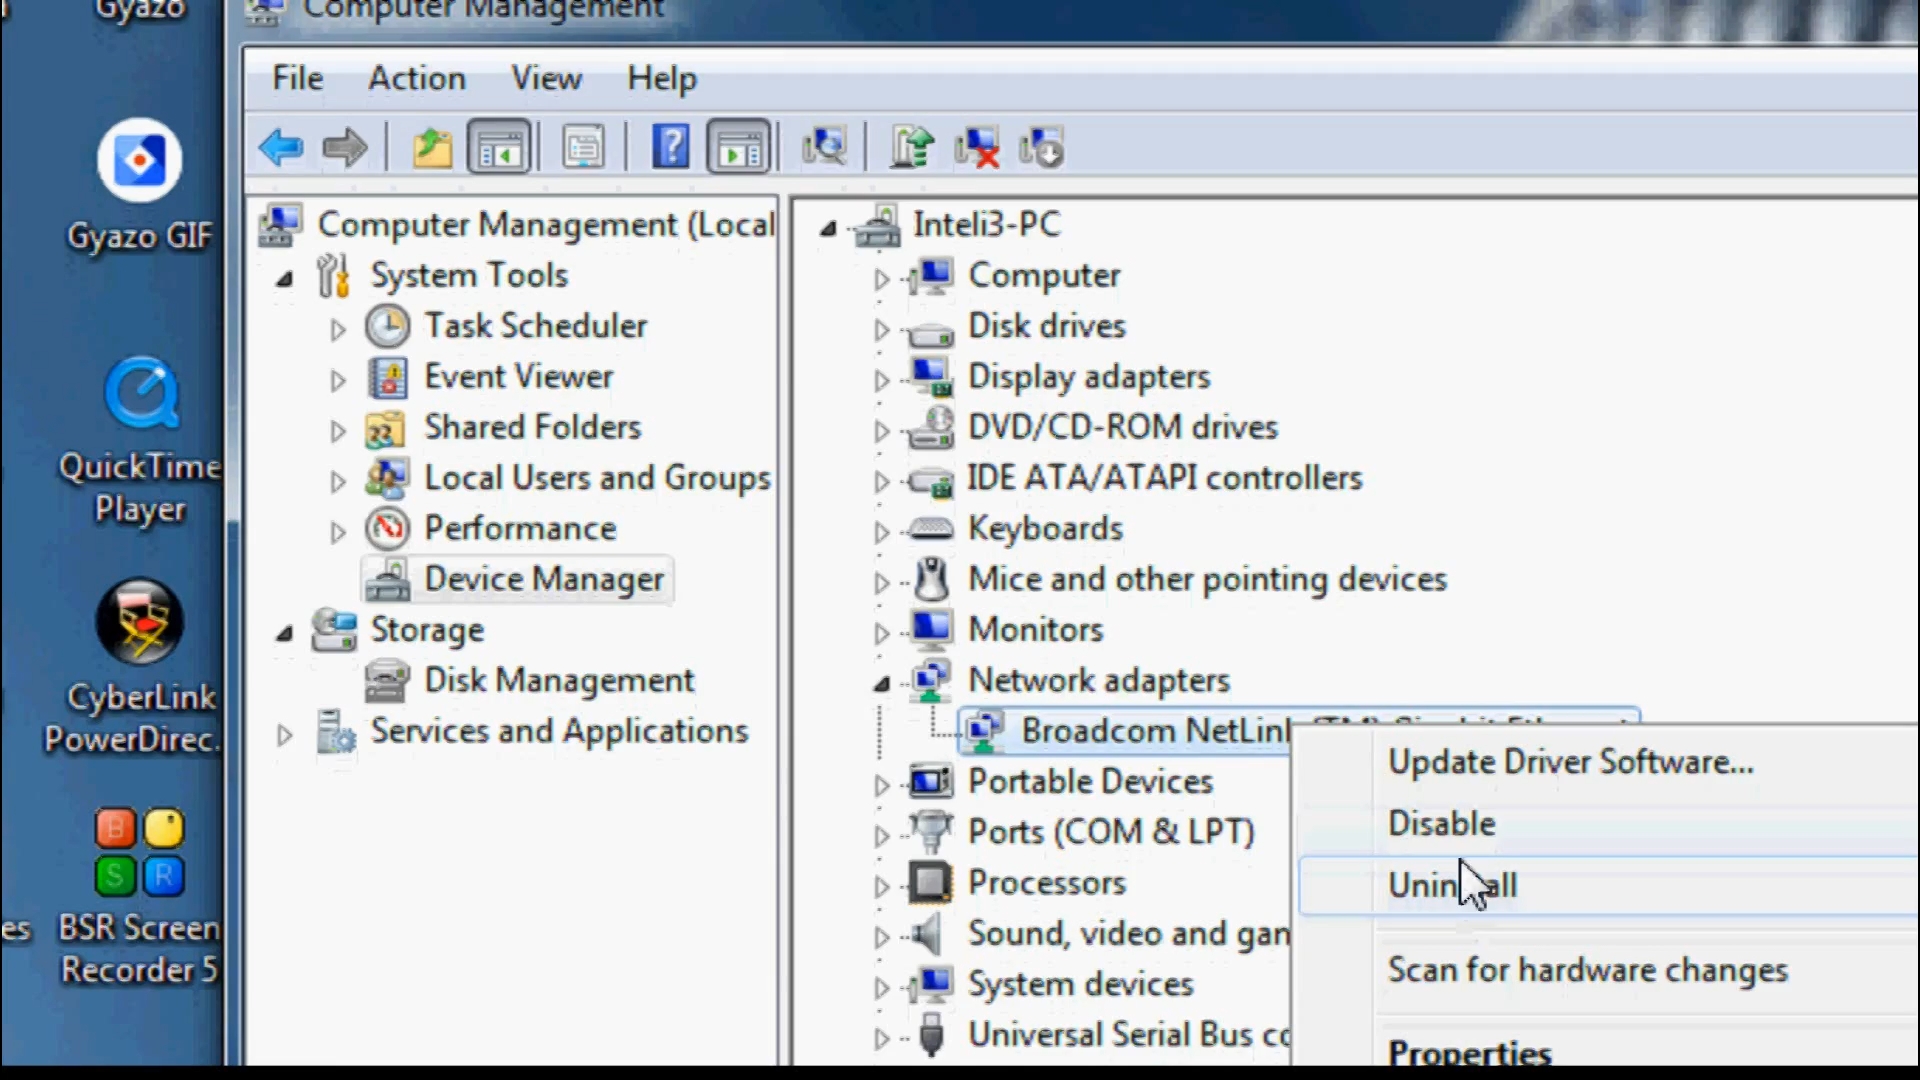 Gyazo
Gyazo GIF
QuickTime
Player
CyberLink
PowerDirec...
es
BSR Screen
Recorder 5
Computer Management
File Action View Help
Computer Management (Local
System Tools
Task Scheduler
Event Viewer
Shared Folders
Local Users and Groups
Performance
Device Manager
Storage
Disk Management
Services and Applications
Inteli3-PC
Computer
Disk drives
Display adapters
DVD/CD-ROM drives
IDE ATA/ATAPI controllers
Keyboards
Mice and other pointing devices
Monitors
Network adapters
Broadcom NetLink
Portable Devices
Ports (COM & LPT)
Processors
Sound, video and gan
System devices
Universal Serial Bus co
Update Driver Software...
Disable
Uninstall
Scan for hardware changes
Properties